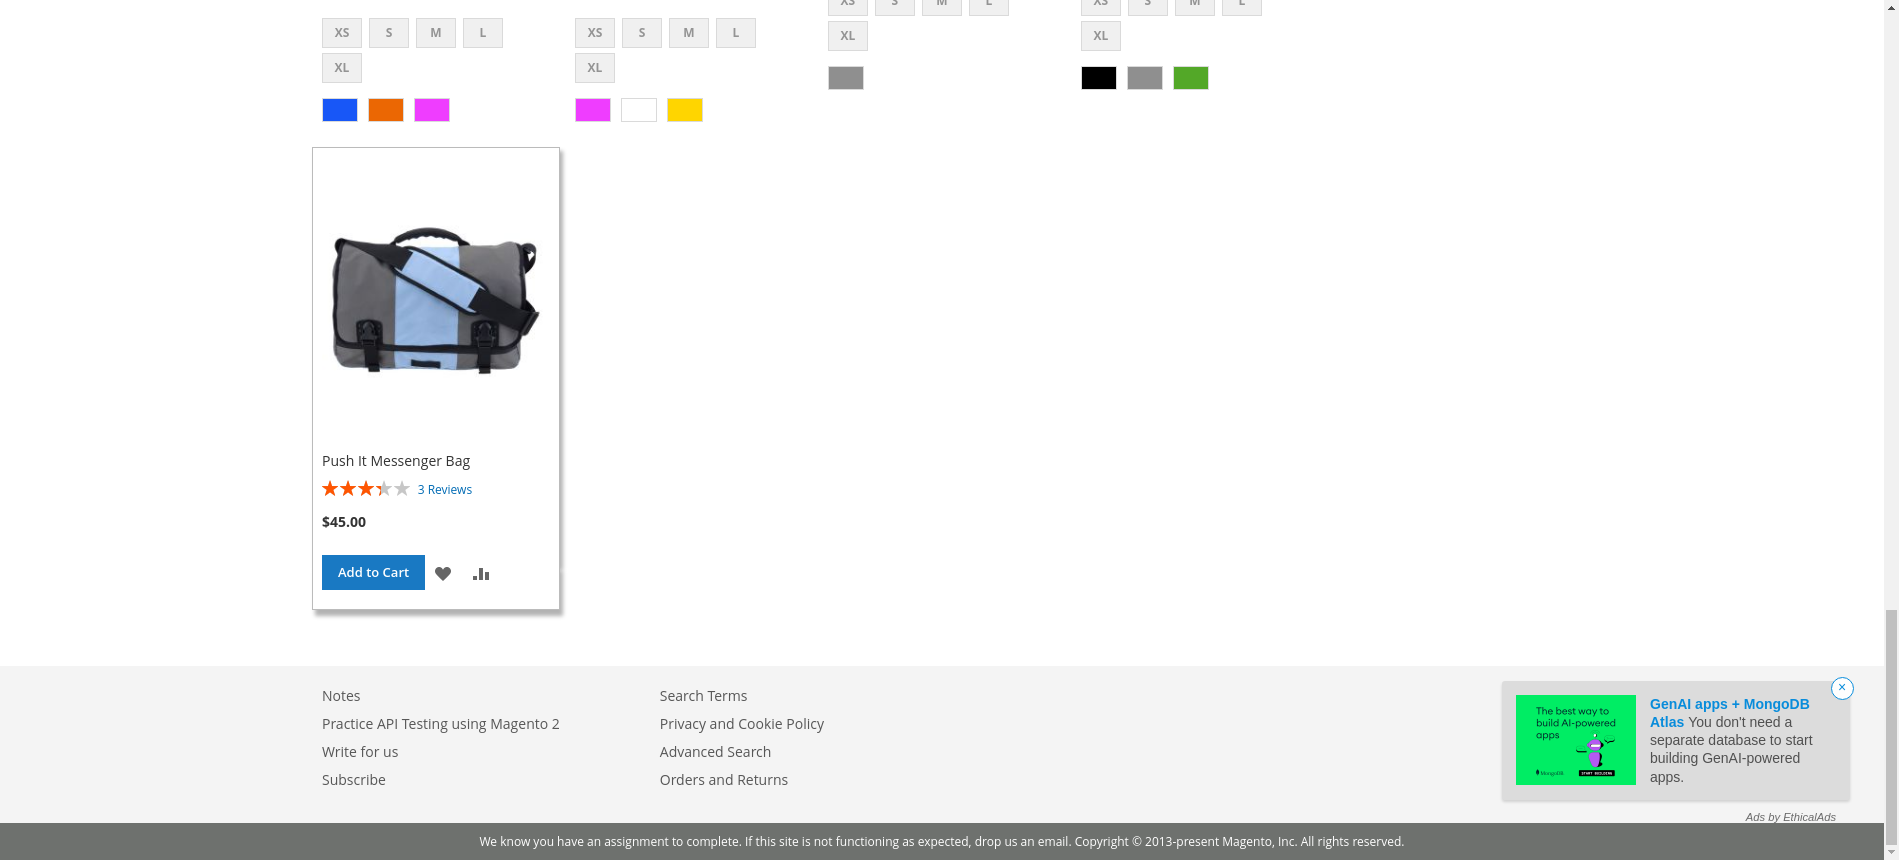 XS S M L
XS S M L
XS S M L
XS S M L
XL
XL
XL
XL
Push It Messenger Bag
3 Reviews
$45.00
Add to Cart
Notes
Practice API Testing using Magento 2
Write for us
Subscribe
Search Terms
Privacy and Cookie Policy
Advanced Search
Orders and Returns
The best way to
build AI-powered
apps
MongoDB
START BUILDING
GenAI apps + MongoDB
Atlas You don't need a
separate database to start
building GenAI-powered
apps.
×
Ads by EthicalAds
We know you have an assignment to complete. If this site is not functioning as expected, drop us an email. Copyright © 2013-present Magento, Inc. All rights reserved.